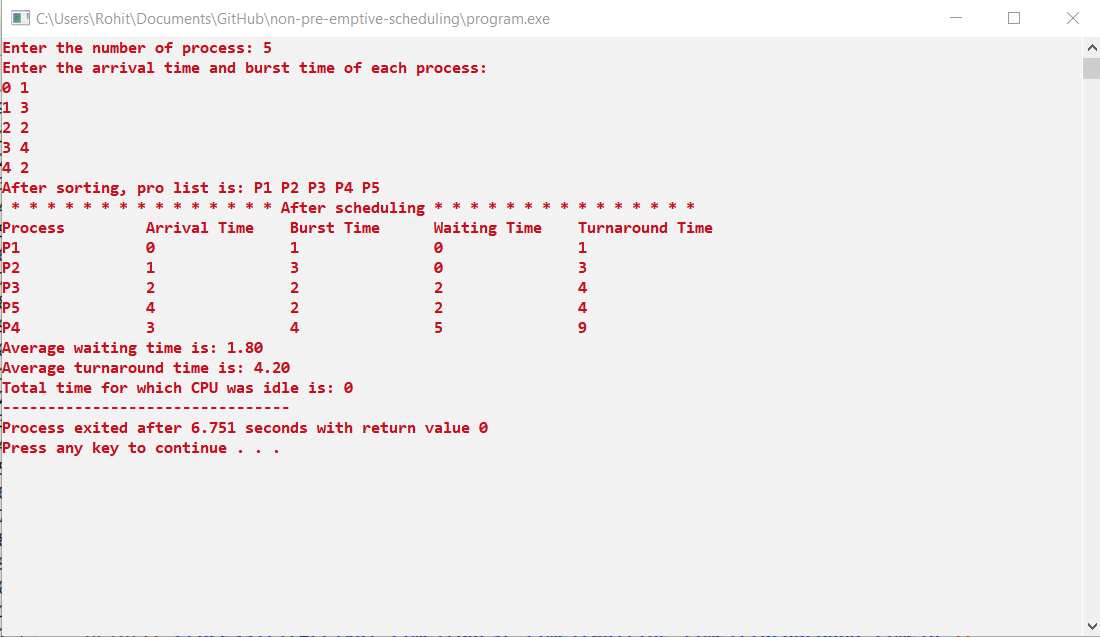 C:\Users\Rohit\Documents\GitHub\non-pre-emptive-scheduling\program.exe
Enter the number of process: 5
Enter the arrival time and burst time of each process:
0 1
1 3
2 2
3 4
4 2
After sorting, pro list is: P1 P2 P3 P4 P5
* * * * * * * * * * * * * * * After scheduling * * * * * * * * * * * * * * *
Process Arrival Time Burst Time Waiting Time Turnaround Time
P1 0 1 0 1
P2 1 3 0 3
P3 2 2 2 4
P5 4 2 2 4
P4 3 4 5 9
Average waiting time is: 1.80
Average turnaround time is: 4.20
Total time for which CPU was idle is: 0
--------------------------------
Process exited after 6.751 seconds with return value 0
Press any key to continue . . .